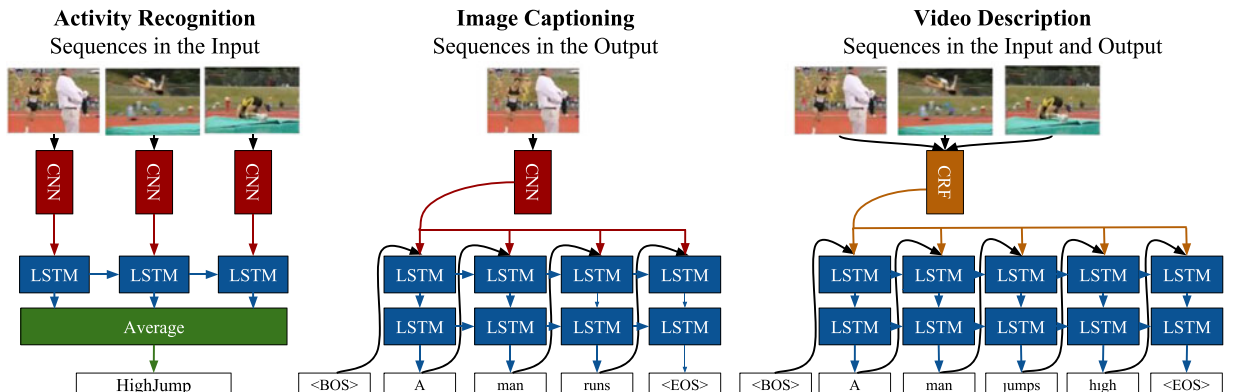 Activity Recognition
Sequences in the Input
CNN
CNN
CNN
LSTM LSTM LSTM
Average
HighJump
Image Captioning
Sequences in the Output
CNN
LSTM LSTM LSTM LSTM
LSTM LSTM LSTM LSTM
<BOS> A man runs <EOS>
Video Description
Sequences in the Input and Output
CRF
LSTM LSTM LSTM LSTM LSTM
LSTM LSTM LSTM LSTM LSTM
<BOS> A man jumps high <EOS>